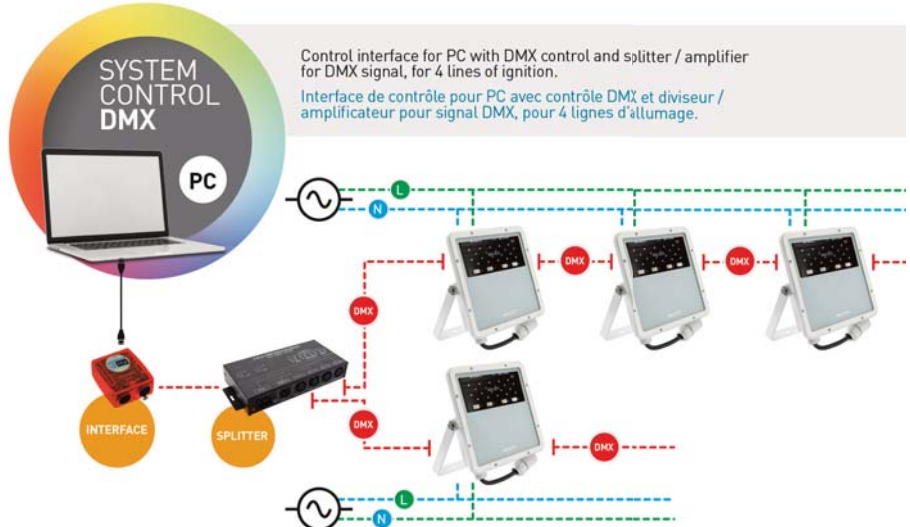 SYSTEM
CONTROL
DMX
PC
Control interface for PC with DMX control and splitter / amplifier
for DMX signal, for 4 lines of ignition.
Interface de contrôle pour PC avec contrôle DMX et diviseur /
amplificateur pour signal DMX, pour 4 lignes d'allumage.
L
N
DMX
DMX
DMX
INTERFACE
SPLITTER
DMX
DMX
L
N